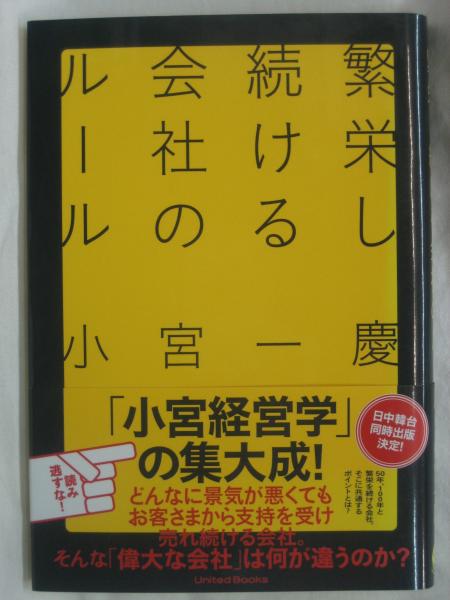 繁栄し
続ける
会社の
ルール
小宮一慶
「小宮経営学」
の集大成!
日中韓台
同時出版
決定!
読み
逃すな!
50年、100年と
繁栄を続ける会社。
そこに共通する
ポイントとは?
どんなに景気が悪くても
お客さまから支持を受け
売れ続ける会社。
そんな「偉大な会社」は何が違うのか?
United Books